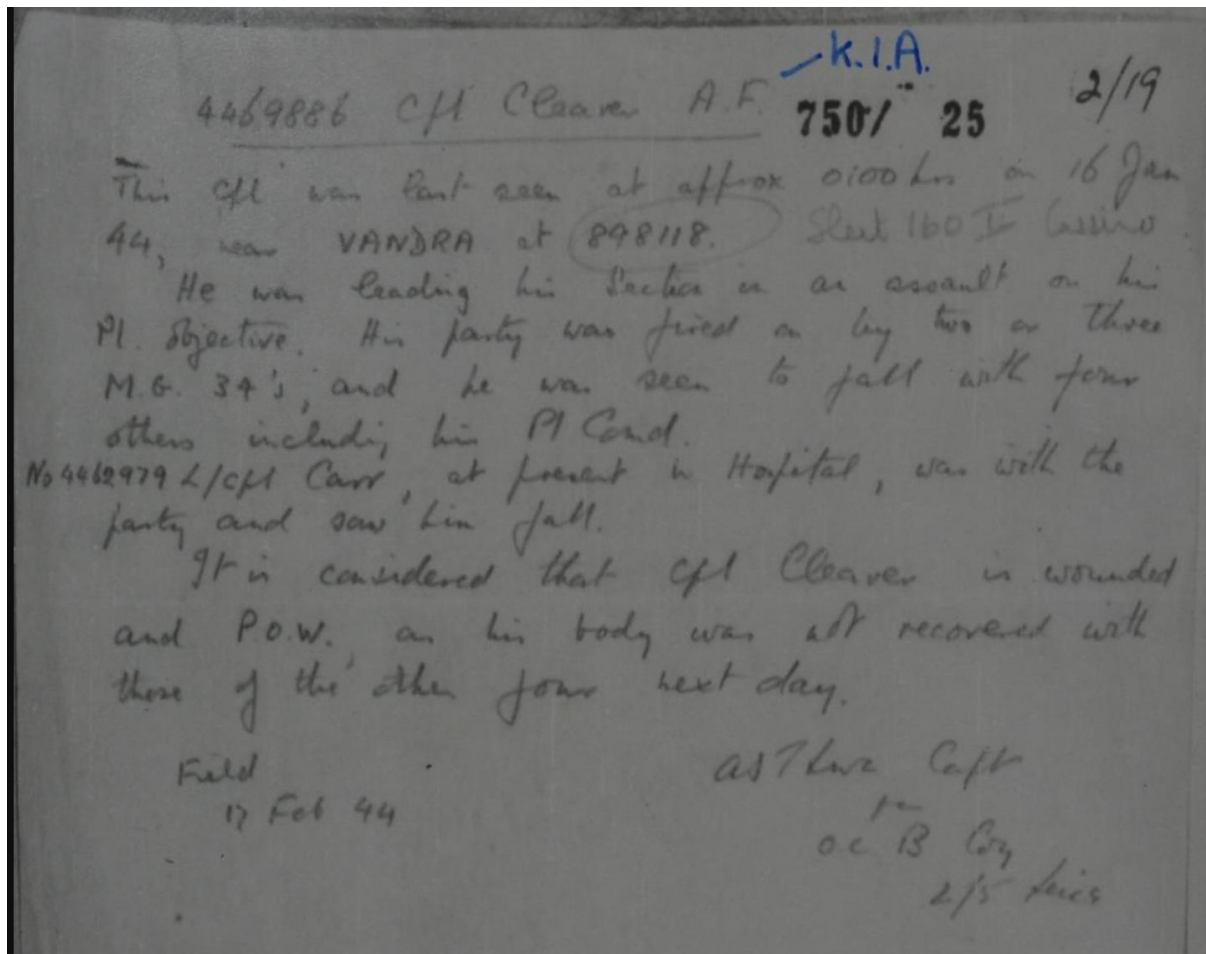 K.I.A.
2/19
4469886 Cpl Cleaver A.F. 750/ 25
This Cpl was last seen at approx 0100 hrs on 16 Jan
44, near VANDRA at 898118. Sheet 160 II Cassino.
He was leading his Section in an assault on his
Pl. objective. His party was fired on by two or three
M.G. 34's, and he was seen to fall with four
others including his Pl Comd.
No 4462979 L/Cpl Carr, at present in Hospital, was with the
party and saw him fall.
It is considered that Cpl Cleaver is wounded
and P.O.W., as his body was not recovered with
those of the other four next day.
Field
17 Feb 44
Capt
for
OC B Coy
2/5 Leics